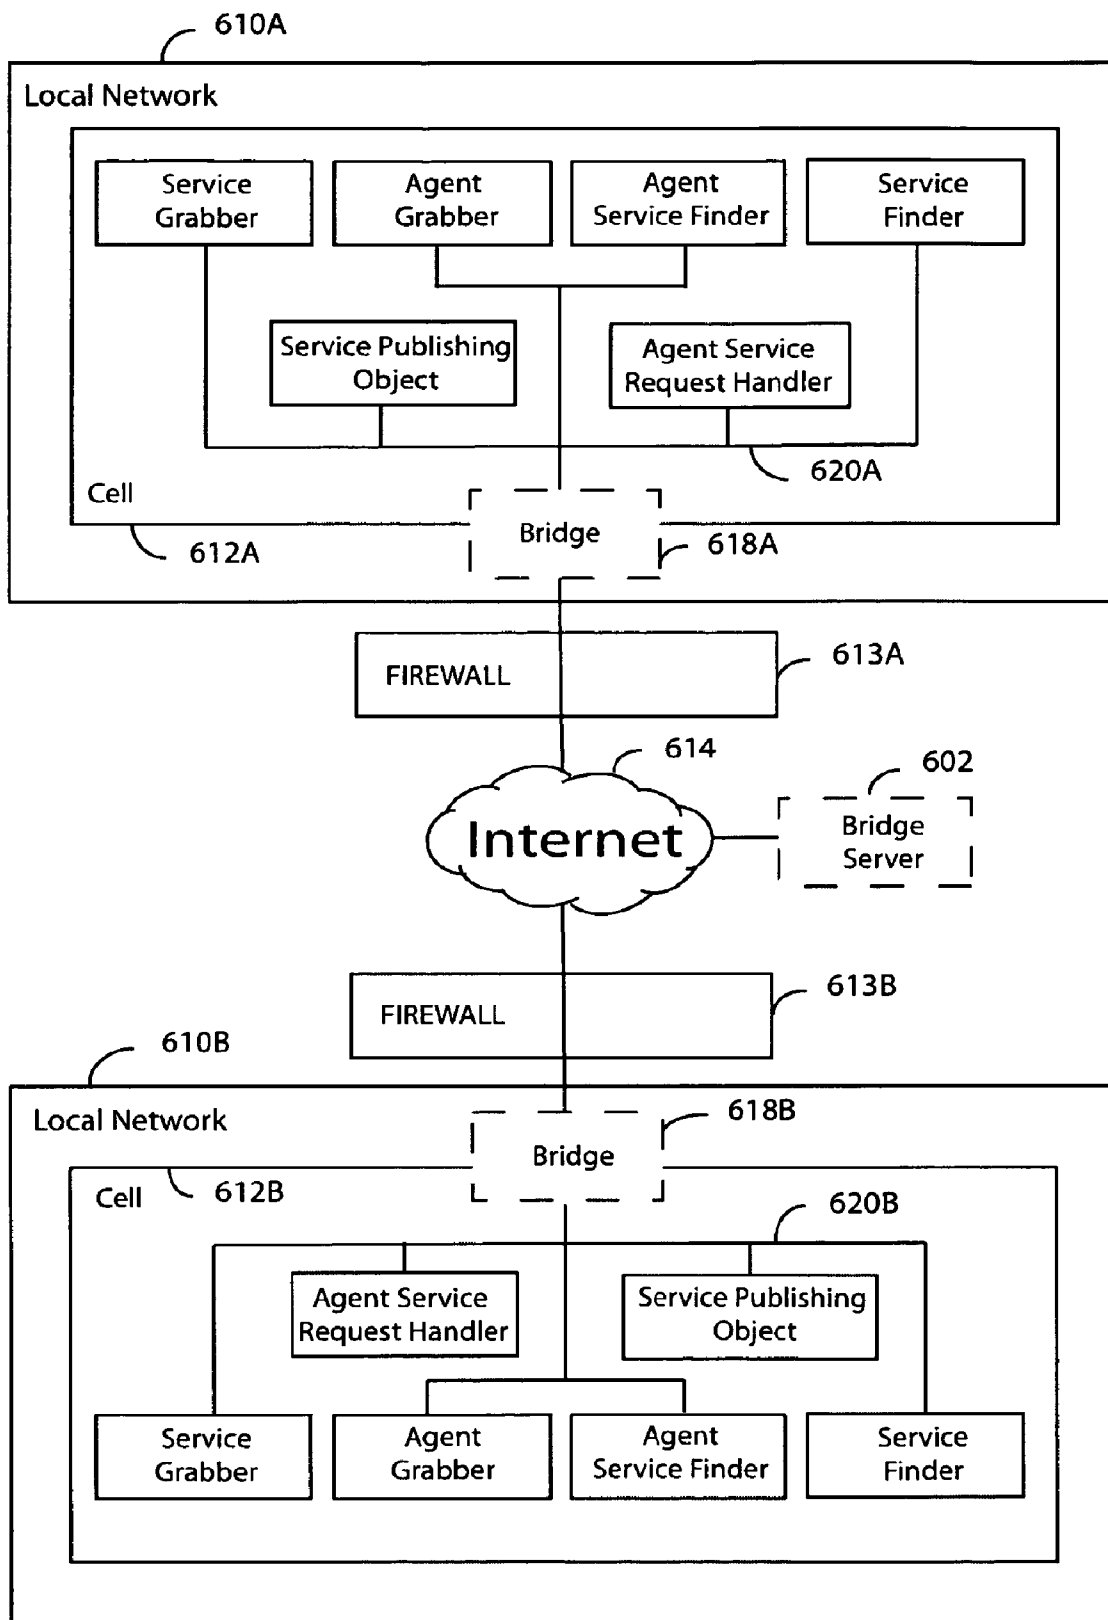 610A
Local Network
Service
Grabber
Agent
Grabber
Agent
Service Finder
Service
Finder
Service Publishing
Object
Agent Service
Request Handler
620A
Cell
Bridge
612A
618A
FIREWALL
613A
614
602
Internet
Bridge
Server
FIREWALL
613B
610B
618B
Local Network
Bridge
Cell
612B
620B
Agent Service
Request Handler
Service Publishing
Object
Service
Grabber
Agent
Grabber
Agent
Service Finder
Service
Finder